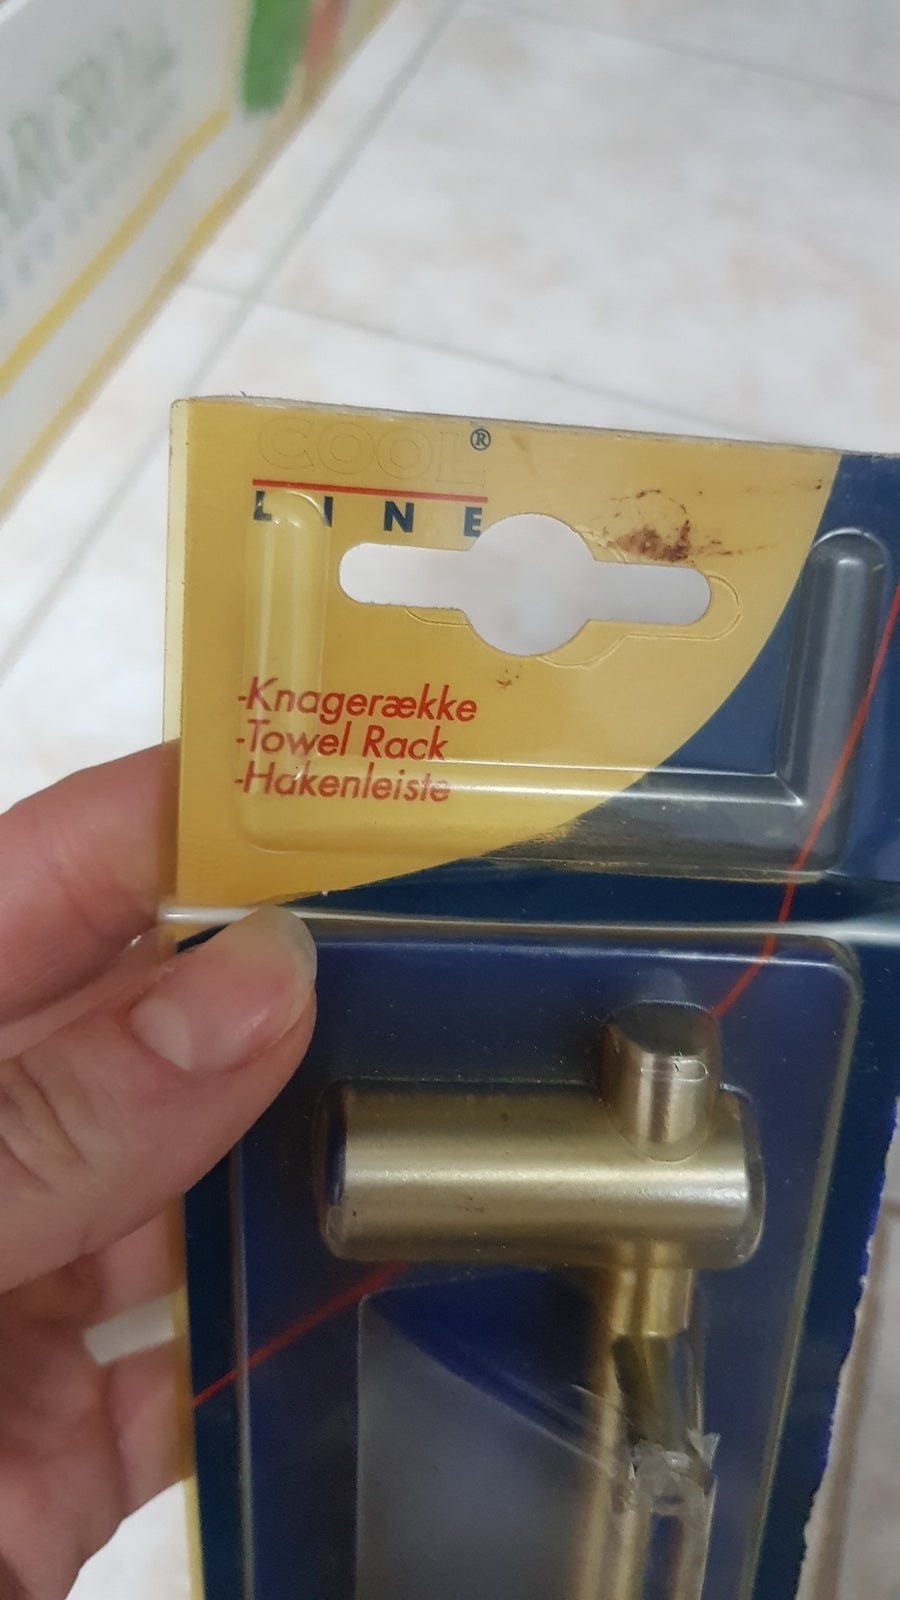 COOL®
LINE
-Knagerække
-Towel Rack
-Hakenleiste